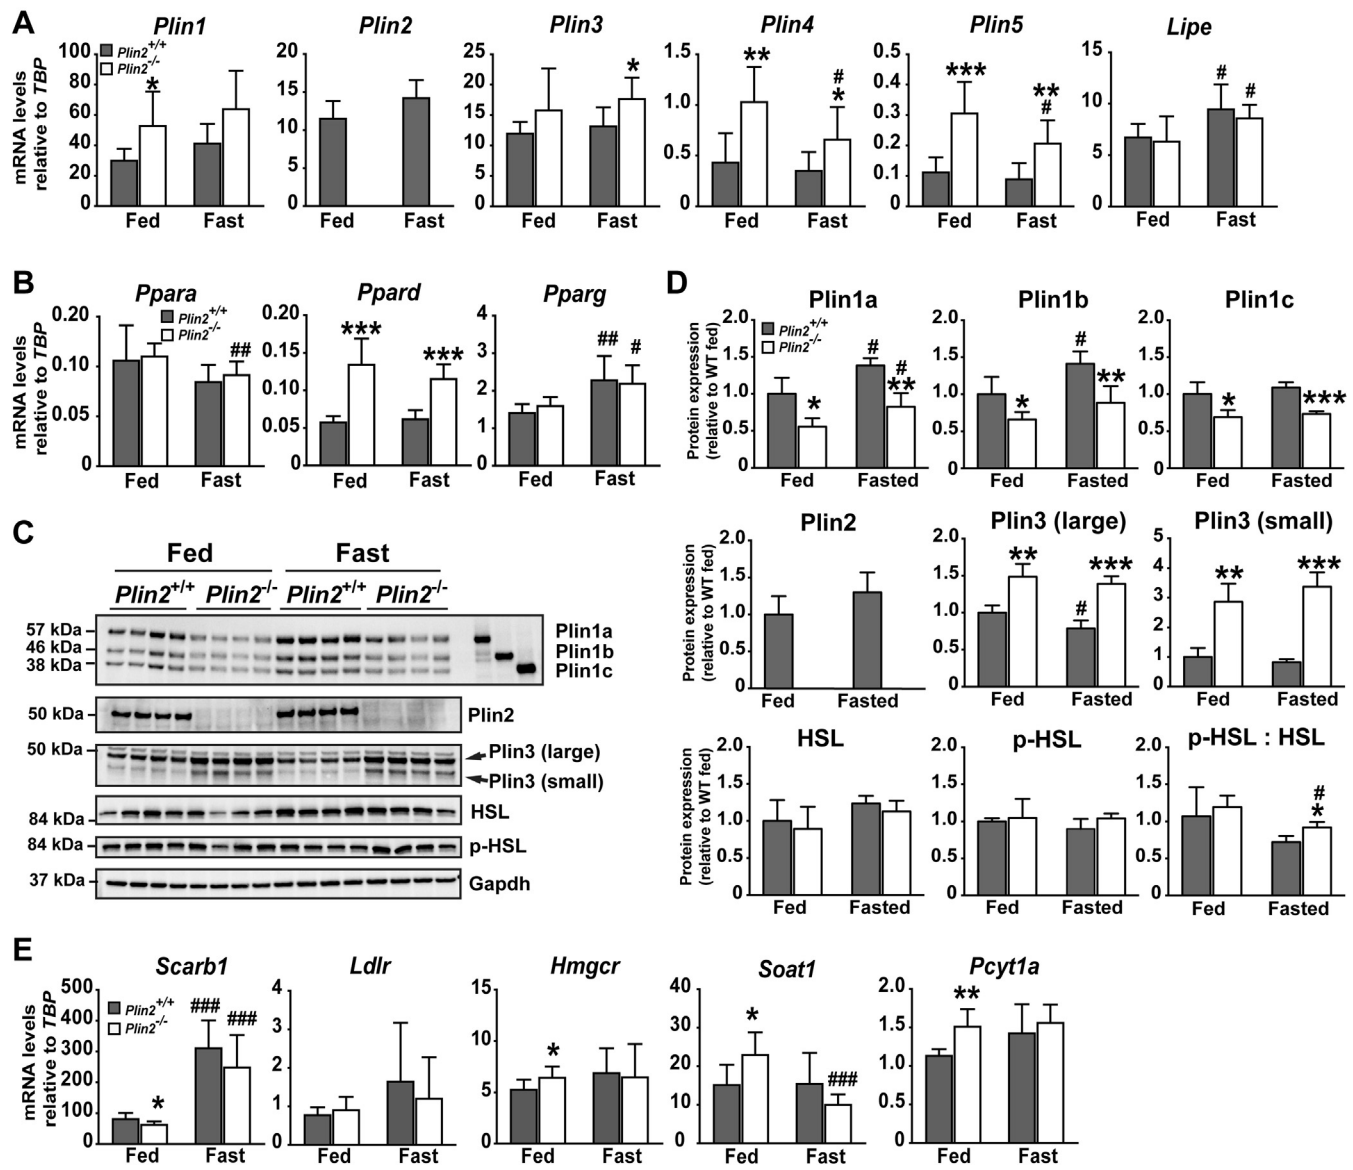 A
Plin1 Plin2 Plin3 Plin4 Plin5 Lipe
mRNA levels
relative to TBP
Plin2+/+
Plin2-/-
100 80 60 40 20 0
20 15 10 5 0
25 20 15 10 5 0
1.5 1.0 0.5 0
0.5 0.4 0.3 0.2 0.1 0
15 10 5 0
* * ** # * *** ** # # #
Fed Fast Fed Fast Fed Fast Fed Fast Fed Fast Fed Fast
B
Ppara Ppard Pparg
mRNA levels
relative to TBP
Plin2+/+
Plin2-/-
0.20 0.15 0.10 0.05 0
0.20 0.15 0.10 0.05 0
4 3 2 1 0
## *** *** ## #
Fed Fast Fed Fast Fed Fast
C
Fed Fast
Plin2+/+ Plin2-/- Plin2+/+ Plin2-/-
57 kDa
46 kDa
38 kDa
Plin1a
Plin1b
Plin1c
50 kDa Plin2
50 kDa
Plin3 (large)
Plin3 (small)
84 kDa HSL
84 kDa p-HSL
37 kDa Gapdh
D
Plin1a Plin1b Plin1c
Protein expression
(relative to WT fed)
Plin2+/+
Plin2-/-
2.0 1.5 1.0 0.5 0
2.0 1.5 1.0 0.5 0
2.0 1.5 1.0 0.5 0
* # # ** * # ** * ***
Fed Fasted Fed Fasted Fed Fasted
Plin2 Plin3 (large) Plin3 (small)
Protein expression
(relative to WT fed)
2.0 1.5 1.0 0.5 0
2.0 1.5 1.0 0.5 0
5 4 3 2 1 0
** # *** ** ***
Fed Fasted Fed Fasted Fed Fasted
HSL p-HSL p-HSL : HSL
Protein expression
(relative to WT fed)
2.0 1.5 1.0 0.5 0
2.0 1.5 1.0 0.5 0
2.0 1.5 1.0 0.5 0
# *
Fed Fasted Fed Fasted Fed Fasted
E
Scarb1 Ldlr Hmgcr Soat1 Pcyt1a
mRNA levels
relative to TBP
Plin2+/+
Plin2-/-
500 400 300 200 100 0
4 3 2 1 0
15 10 5 0
40 30 20 10 0
2.0 1.5 1.0 0.5 0
* ### ### * * ### **
Fed Fast Fed Fast Fed Fast Fed Fast Fed Fast